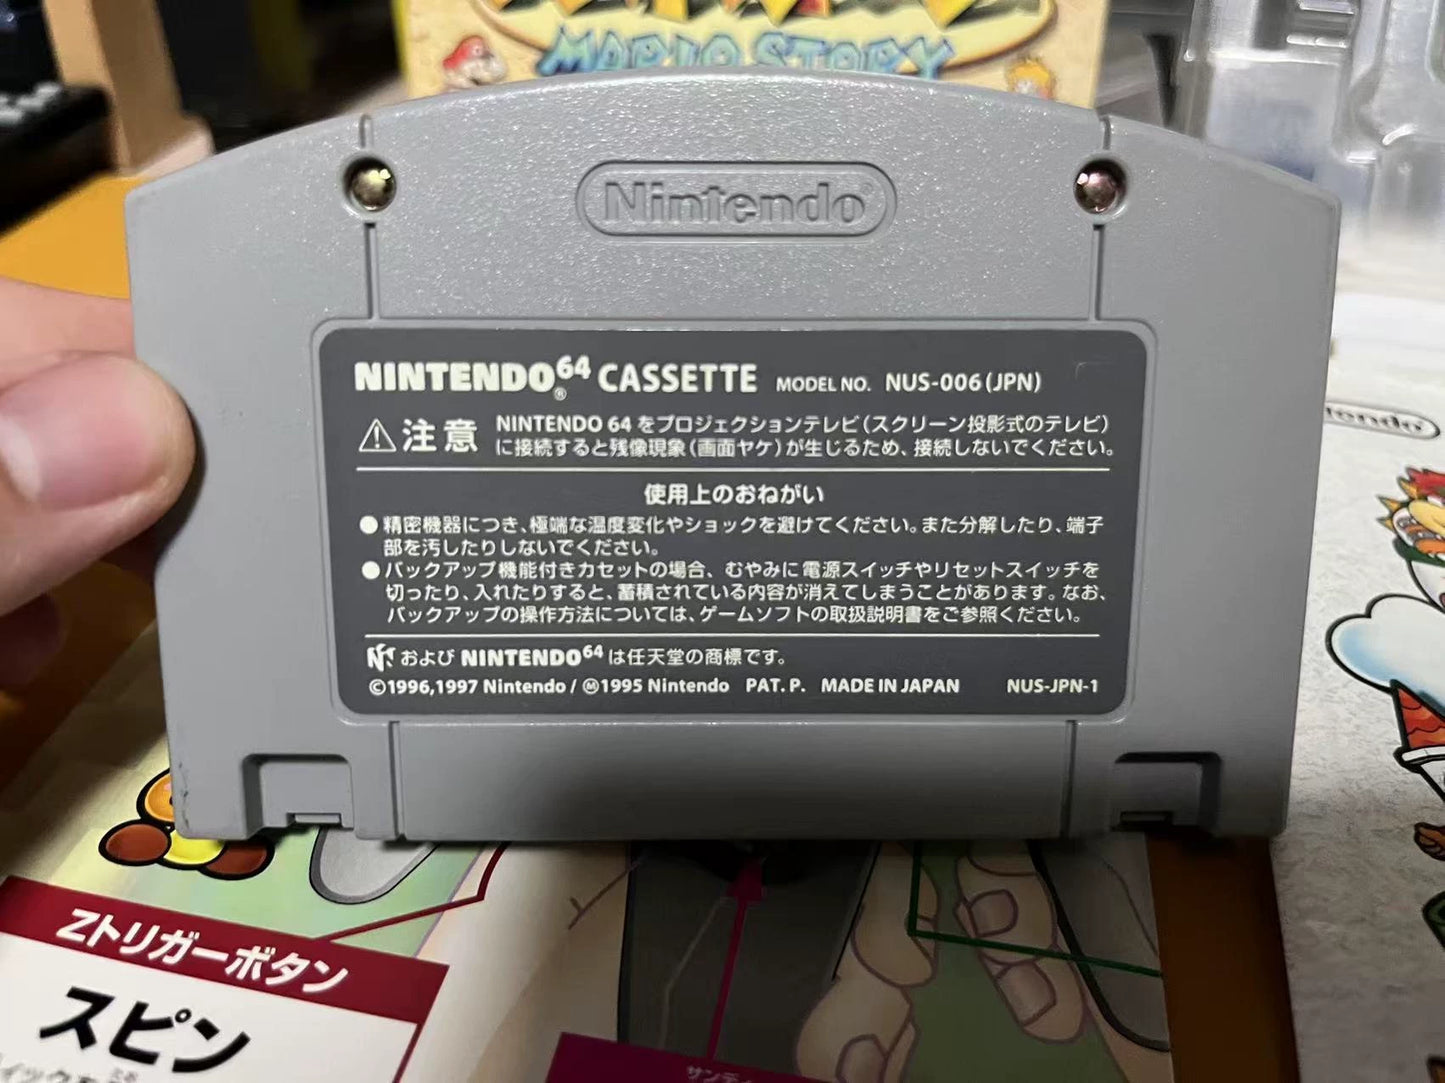 MARIO STORY
Nintendo®
NINTENDO64® CASSETTE MODEL NO. NUS-006(JPN)
⚠注意 NINTENDO 64をプロジェクションテレビ(スクリーン投影式のテレビ)
に接続すると残像現象(画面ヤケ)が生じるため、接続しないでください。
使用上のおねがい
●精密機器につき、極端な温度変化やショックを避けてください。また分解したり、端子
部を汚したりしないでください。
●バックアップ機能付きカセットの場合、むやみに電源スイッチやリセットスイッチを
切ったり、入れたりすると、蓄積されている内容が消えてしまうことがあります。なお、
バックアップの操作方法については、ゲームソフトの取扱説明書をご参照ください。
および NINTENDO64 は任天堂の商標です。
©1996,1997 Nintendo / Ⓜ1995 Nintendo PAT. P. MADE IN JAPAN NUS-JPN-1
Zトリガーボタン
スピン